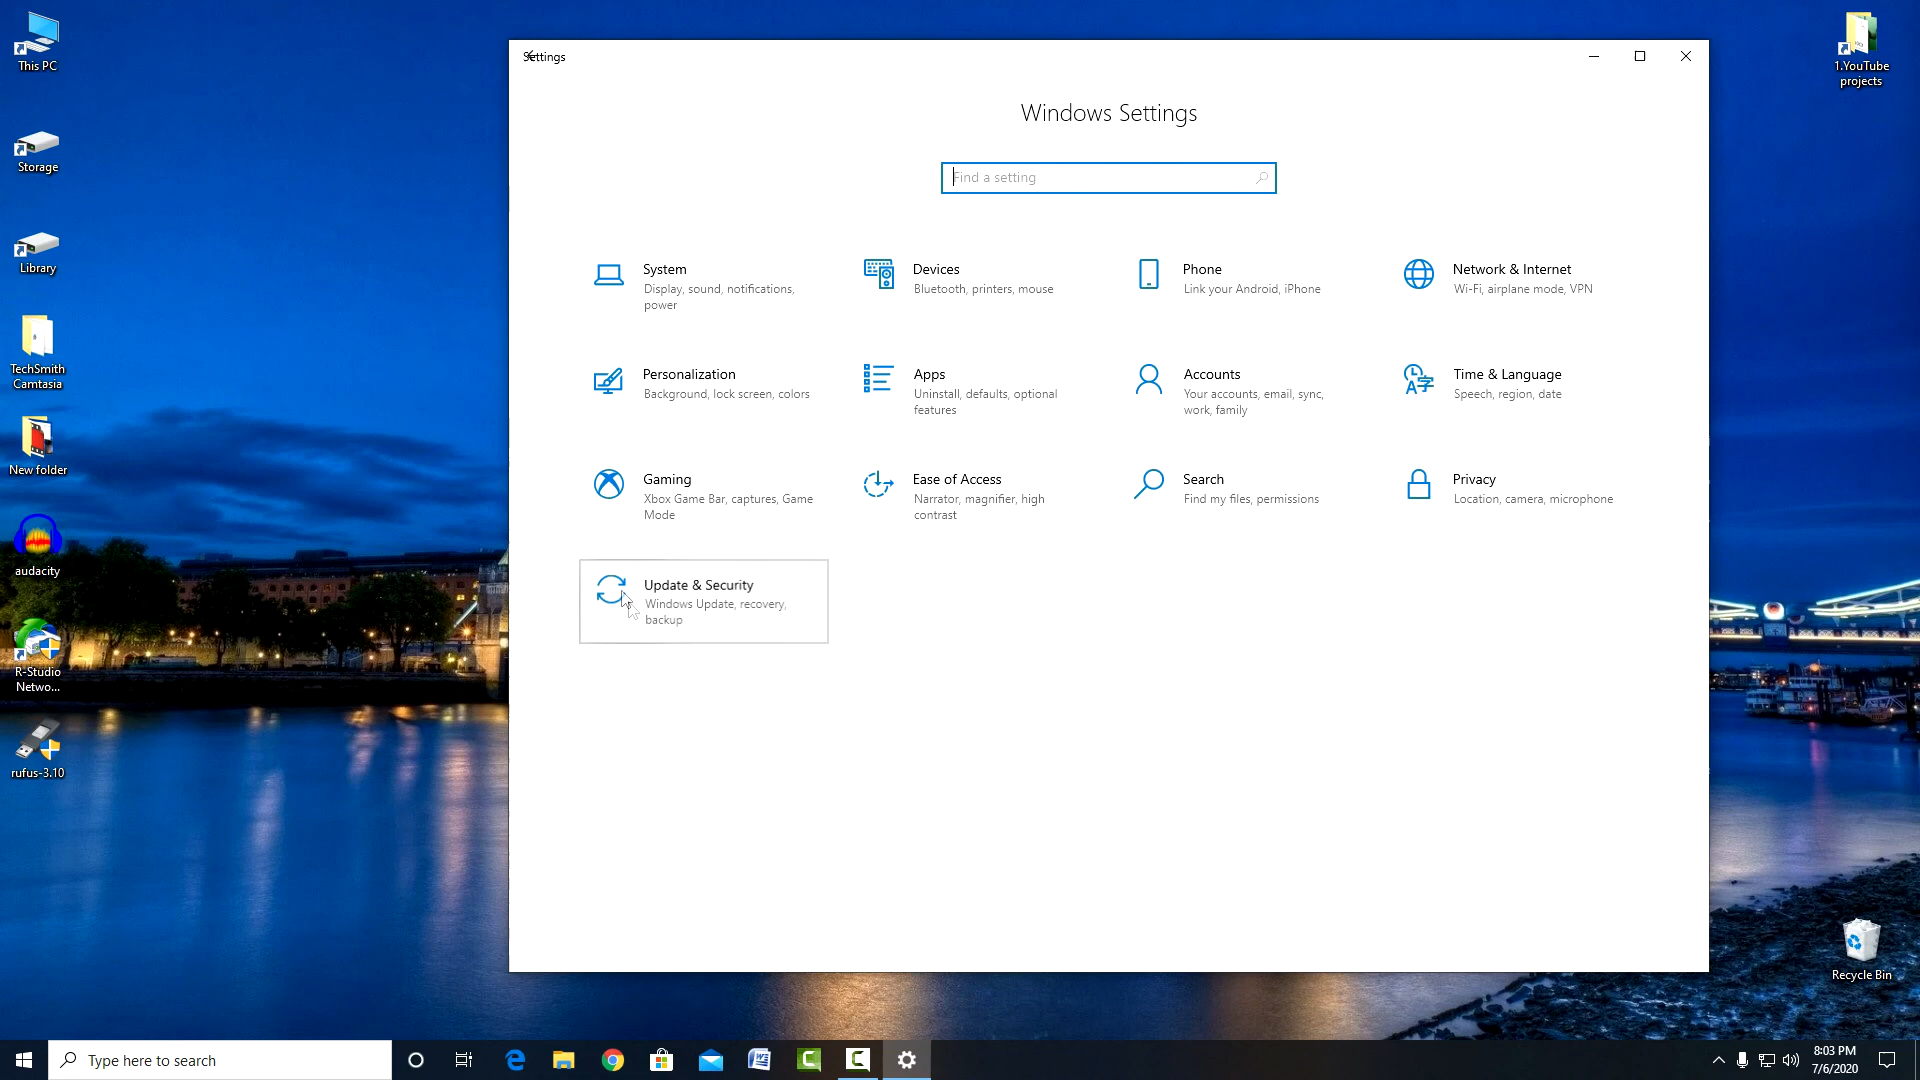 This PC
Storage
Library
TechSmith
Camtasia
New folder
audacity
R-Studio
Netwo...
rufus-3.10
1.YouTube
projects
Recycle Bin
Settings
Windows Settings
Find a setting
System
Display, sound, notifications,
power
Devices
Bluetooth, printers, mouse
Phone
Link your Android, iPhone
Network & Internet
Wi-Fi, airplane mode, VPN
Personalization
Background, lock screen, colors
Apps
Uninstall, defaults, optional
features
Accounts
Your accounts, email, sync,
work, family
Time & Language
Speech, region, date
Gaming
Xbox Game Bar, captures, Game
Mode
Ease of Access
Narrator, magnifier, high
contrast
Search
Find my files, permissions
Privacy
Location, camera, microphone
Update & Security
Windows Update, recovery,
backup
Type here to search
8:03 PM
7/6/2020